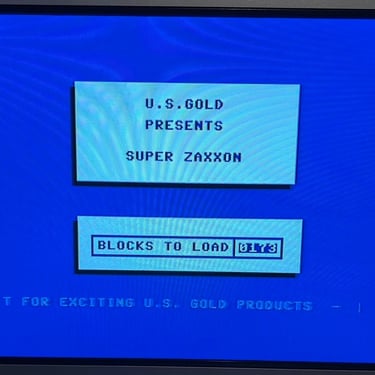 U.S.GOLD
PRESENTS
SUPER ZAXXON
BLOCKS TO LOAD 0173
T FOR EXCITING U.S. GOLD PRODUCTS -